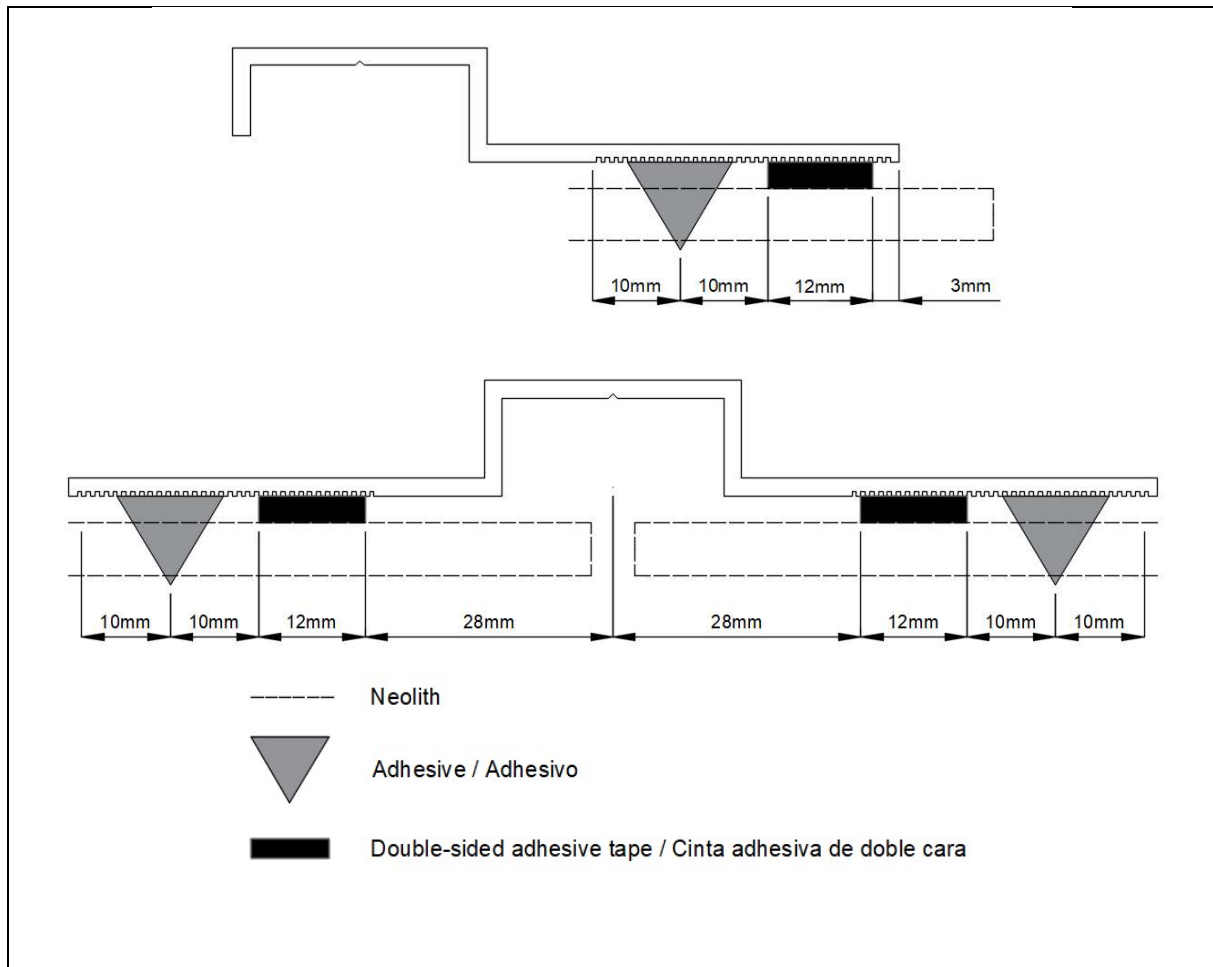 10mm 10mm 12mm 3mm
10mm 10mm 12mm 28mm 28mm 12mm 10mm 10mm
Neolith
Adhesive / Adhesivo
Double-sided adhesive tape / Cinta adhesiva de doble cara